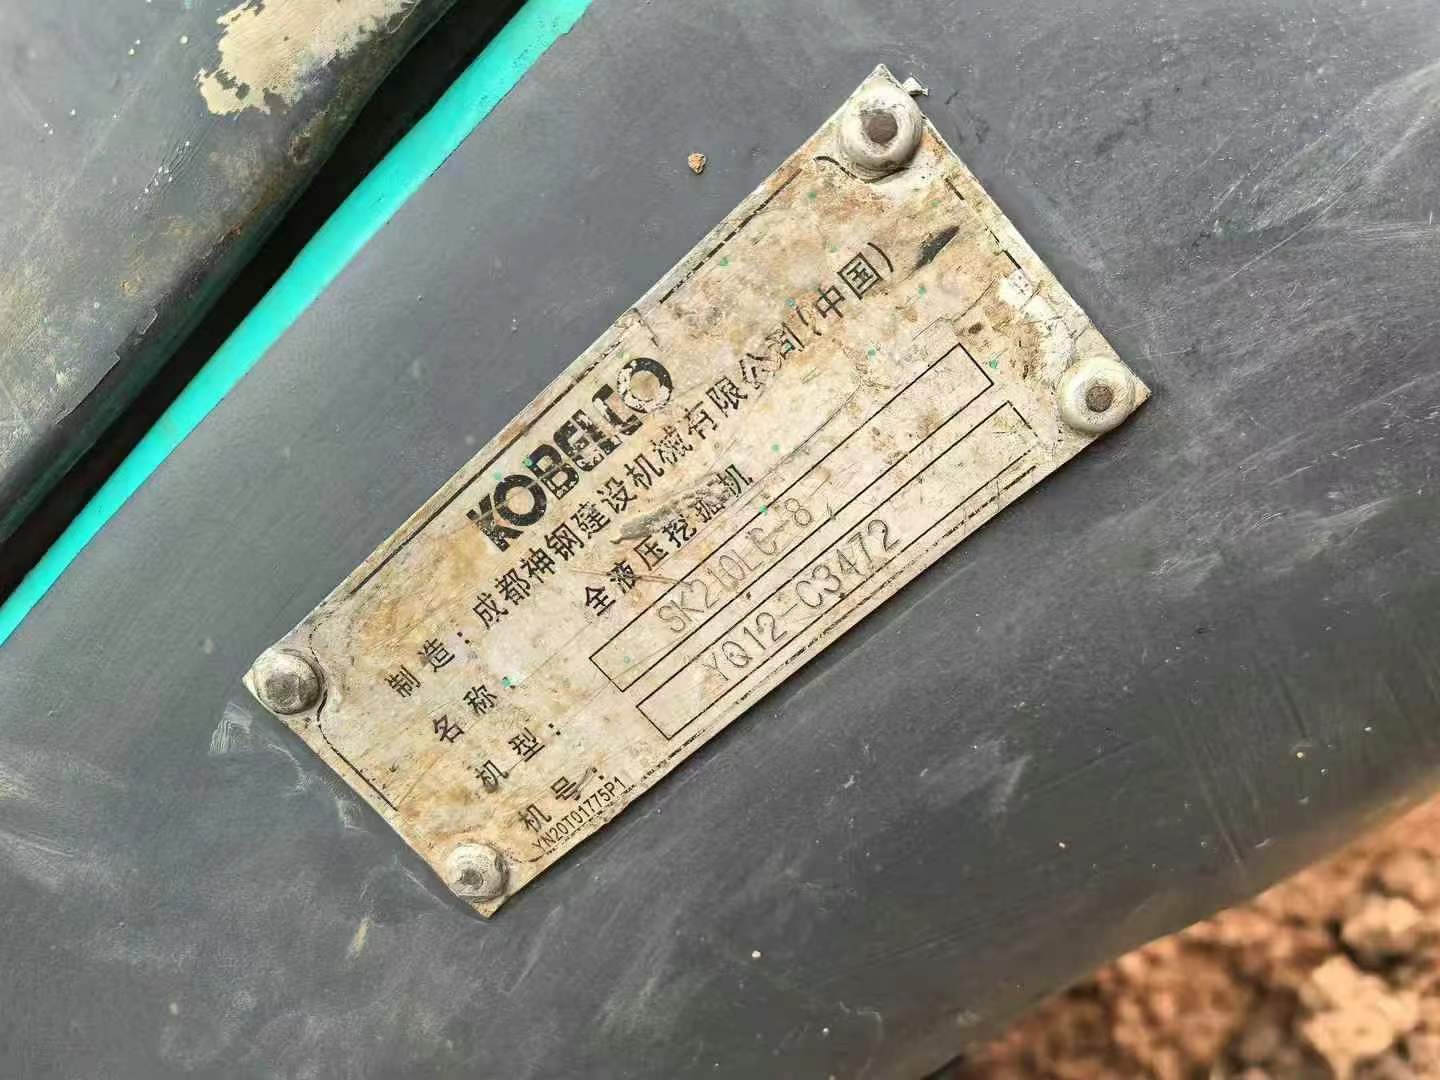 KOBELCO
制造：成都神钢建设机械有限公司（中国）
名称：全液压挖掘机
机型：SK210LC-8
机号：YQ12-C3472
YN20T01775P1